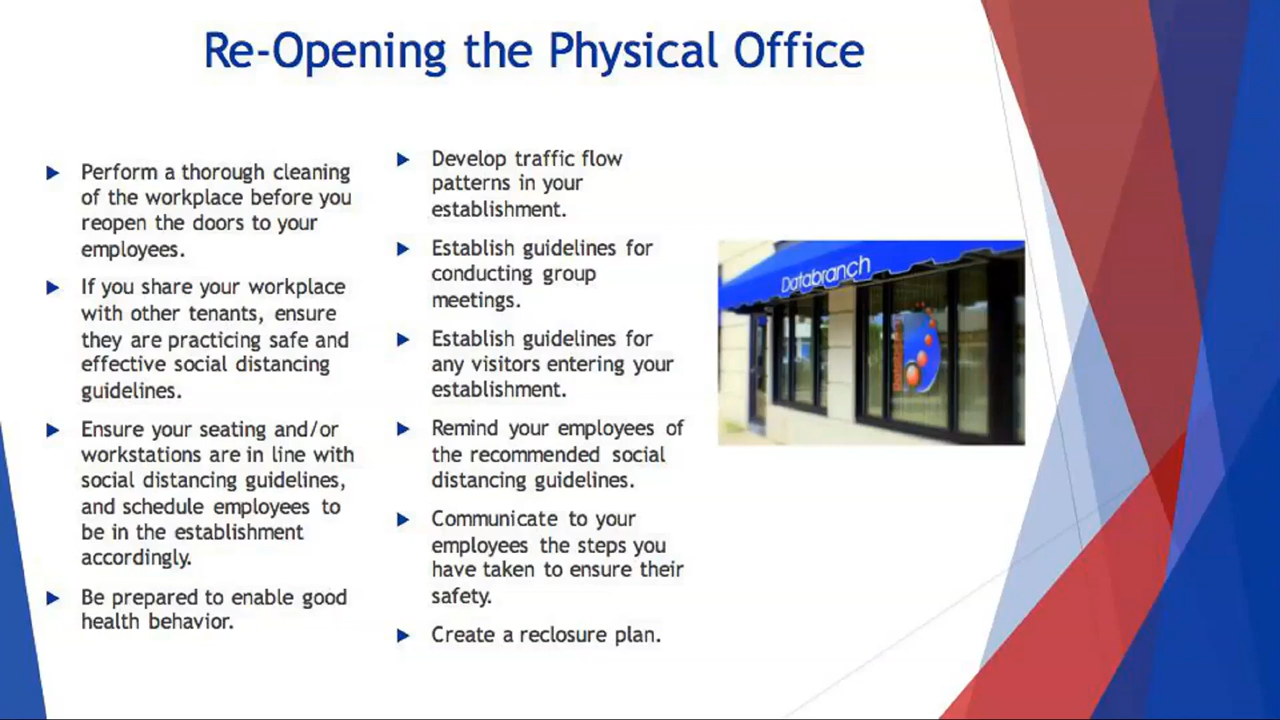 Re-Opening the Physical Office
Perform a thorough cleaning
of the workplace before you
reopen the doors to your
employees.
If you share your workplace
with other tenants, ensure
they are practicing safe and
effective social distancing
guidelines.
Ensure your seating and/or
workstations are in line with
social distancing guidelines,
and schedule employees to
be in the establishment
accordingly.
Be prepared to enable good
health behavior.
Develop traffic flow
patterns in your
establishment.
Establish guidelines for
conducting group
meetings.
Establish guidelines for
any visitors entering your
establishment.
Remind your employees of
the recommended social
distancing guidelines.
Communicate to your
employees the steps you
have taken to ensure their
safety.
Create a reclosure plan.
Databranch